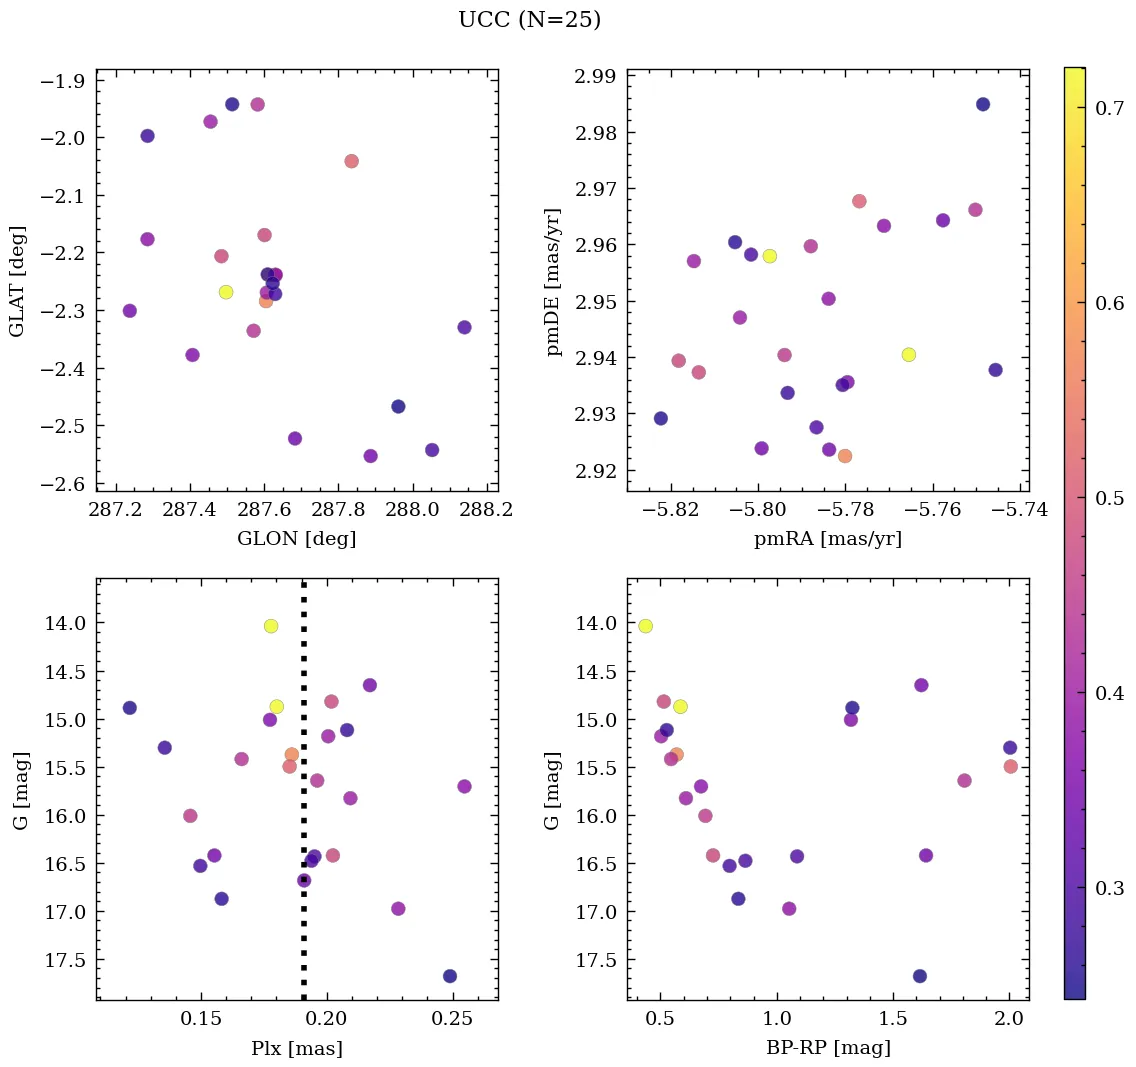 UCC (N=25)
−1.9
−2.0
−2.1
−2.2
−2.3
−2.4
−2.5
−2.6
GLAT [deg]
287.2 287.4 287.6 287.8 288.0 288.2
GLON [deg]
2.99
2.98
2.97
2.96
2.95
2.94
2.93
2.92
pmDE [mas/yr]
−5.82 −5.80 −5.78 −5.76 −5.74
pmRA [mas/yr]
14.0
14.5
15.0
15.5
16.0
16.5
17.0
17.5
G [mag]
0.15 0.20 0.25
Plx [mas]
14.0
14.5
15.0
15.5
16.0
16.5
17.0
17.5
G [mag]
0.5 1.0 1.5 2.0
BP-RP [mag]
0.7
0.6
0.5
0.4
0.3